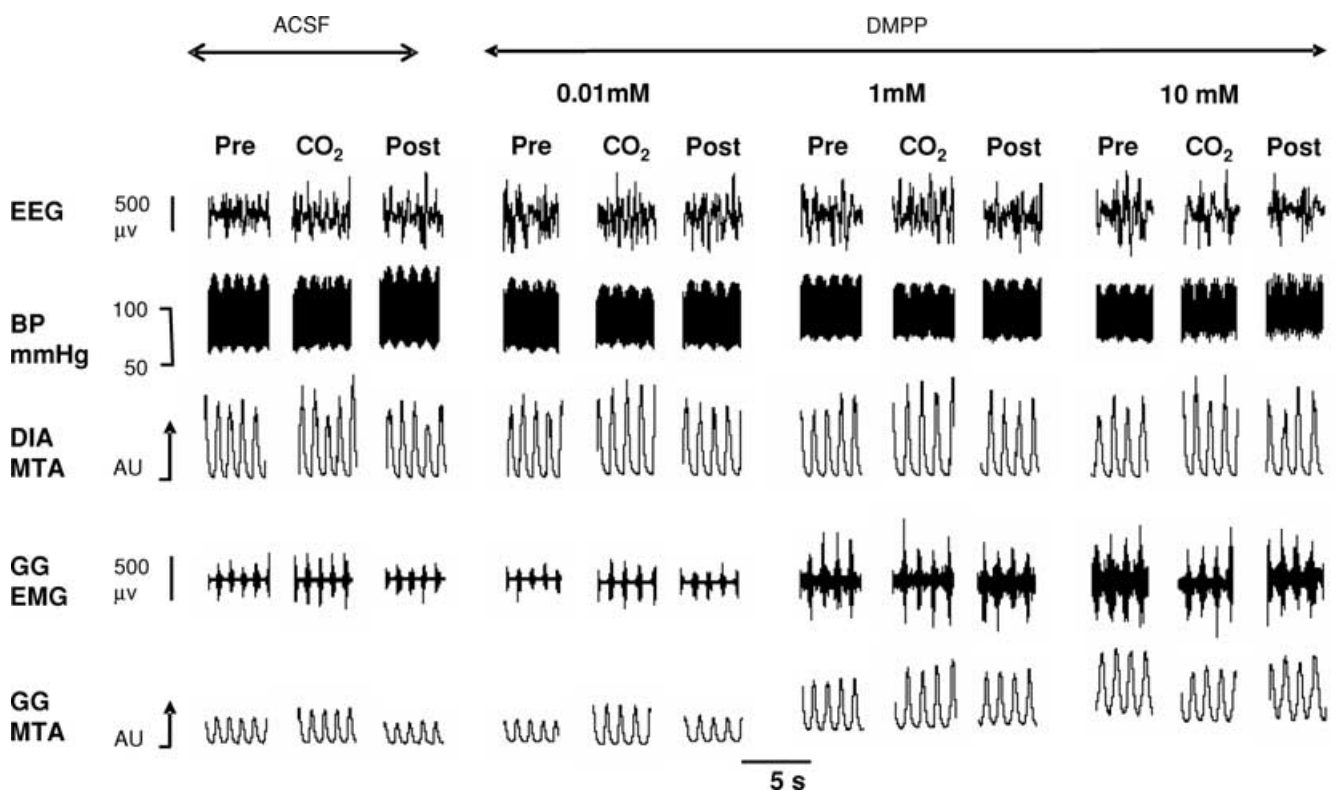 ACSF DMPP
0.01mM 1mM 10 mM
Pre CO₂ Post Pre CO₂ Post Pre CO₂ Post Pre CO₂ Post
EEG 500
μv
BP 100
mmHg 50
DIA
MTA AU
GG 500
EMG μv
GG
MTA AU
5 s